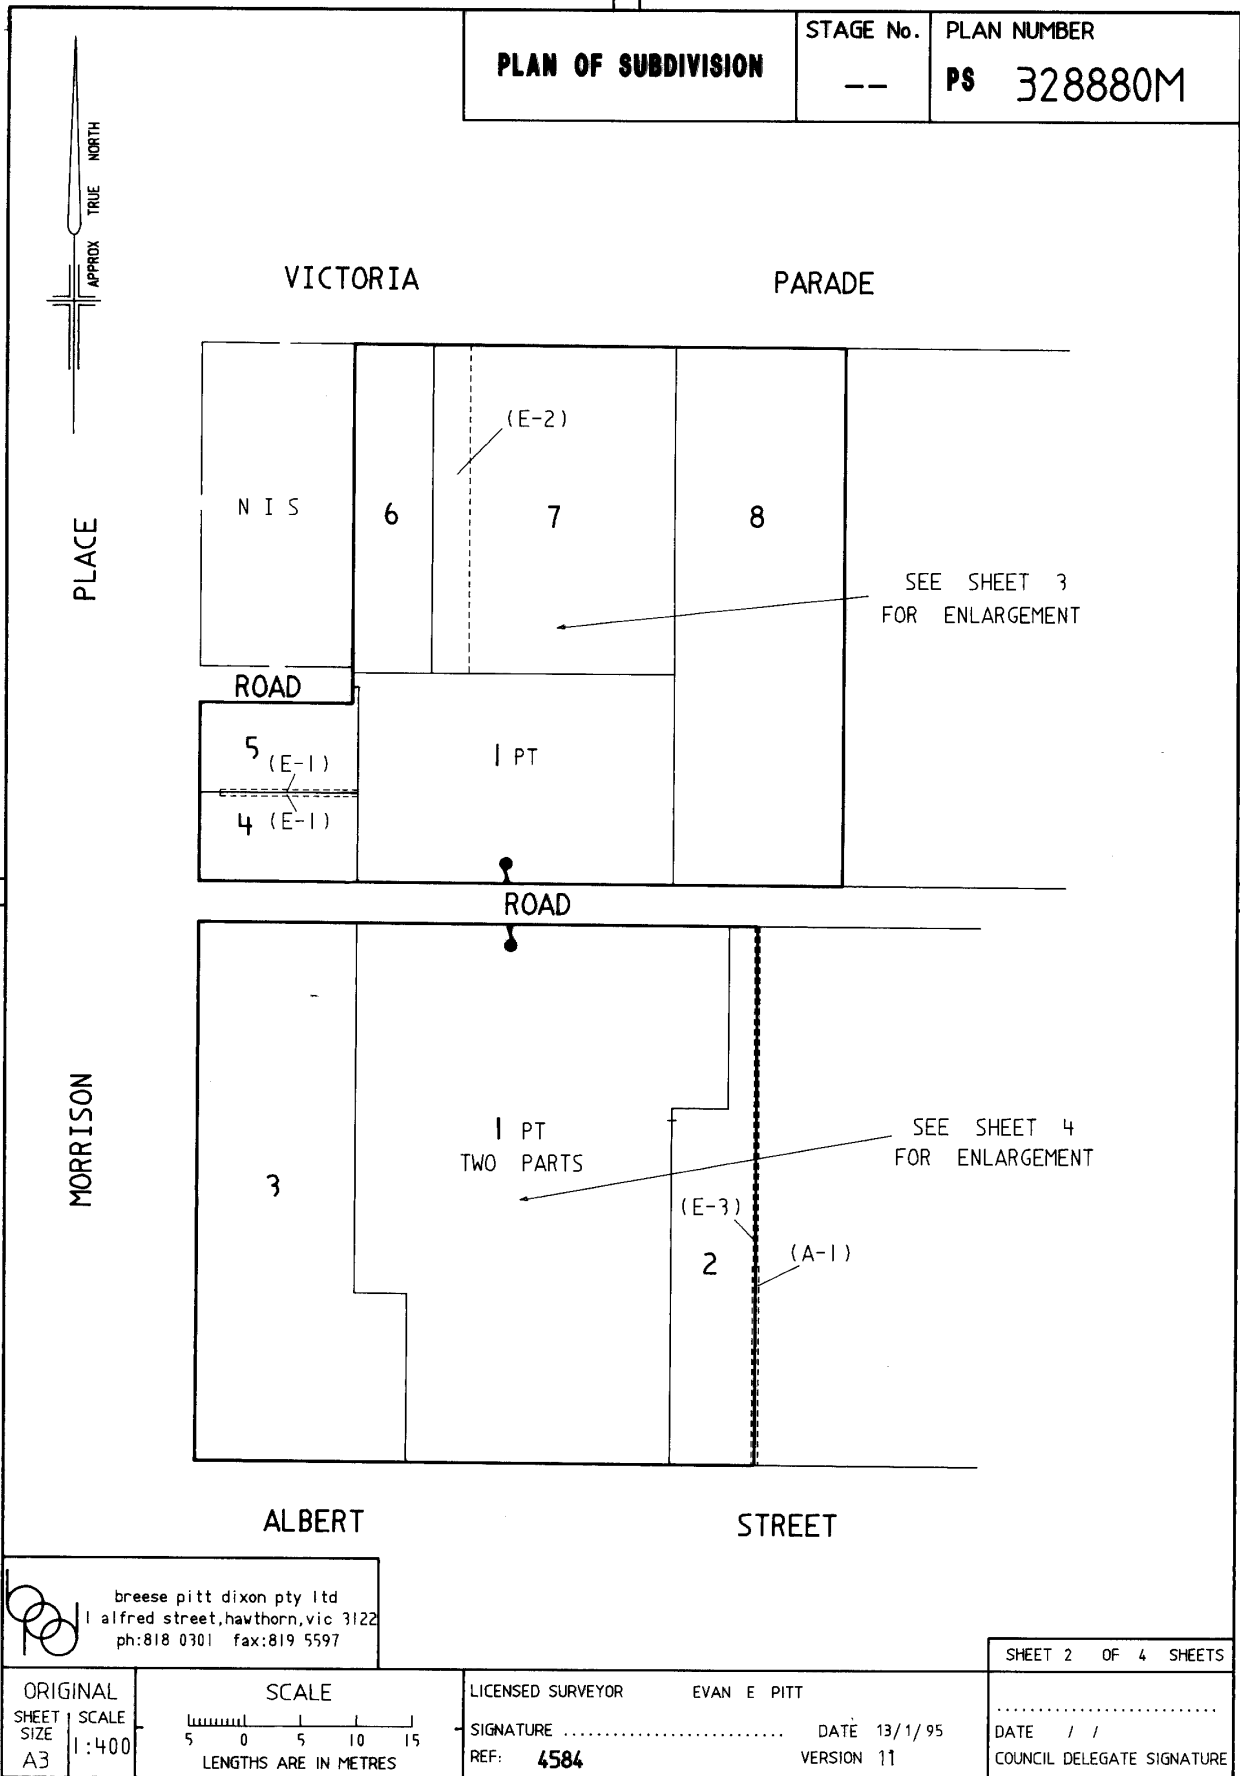 PLAN OF SUBDIVISION
STAGE No.
--
PLAN NUMBER
PS 328880M
APPROX TRUE NORTH
VICTORIA PARADE
(E-2)
N I S
6
7
8
PLACE
SEE SHEET 3
FOR ENLARGEMENT
ROAD
5
(E-1)
1 PT
4 (E-1)
ROAD
MORRISON
1 PT
TWO PARTS
SEE SHEET 4
FOR ENLARGEMENT
3
(E-3)
2
(A-1)
ALBERT STREET
bpd
breese pitt dixon pty ltd
1 alfred street,hawthorn,vic 3122
ph:818 0301 fax:819 5597
SHEET 2 OF 4 SHEETS
ORIGINAL
SHEET SIZE
A3
SCALE
1:400
SCALE
5 0 5 10 15
LENGTHS ARE IN METRES
LICENSED SURVEYOR EVAN E PITT
SIGNATURE .............................. DATE 13/1/95
REF: 4584 VERSION 11
..............................
DATE / /
COUNCIL DELEGATE SIGNATURE